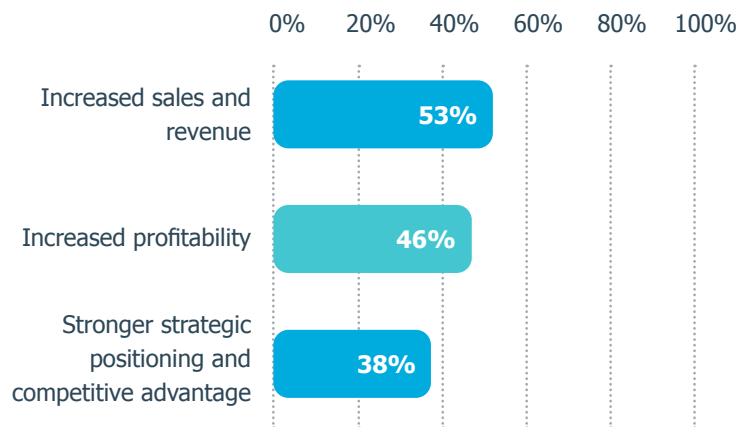 0% 20% 40% 60% 80% 100%
Increased sales and
revenue
53%
Increased profitability
46%
Stronger strategic
positioning and
competitive advantage
38%